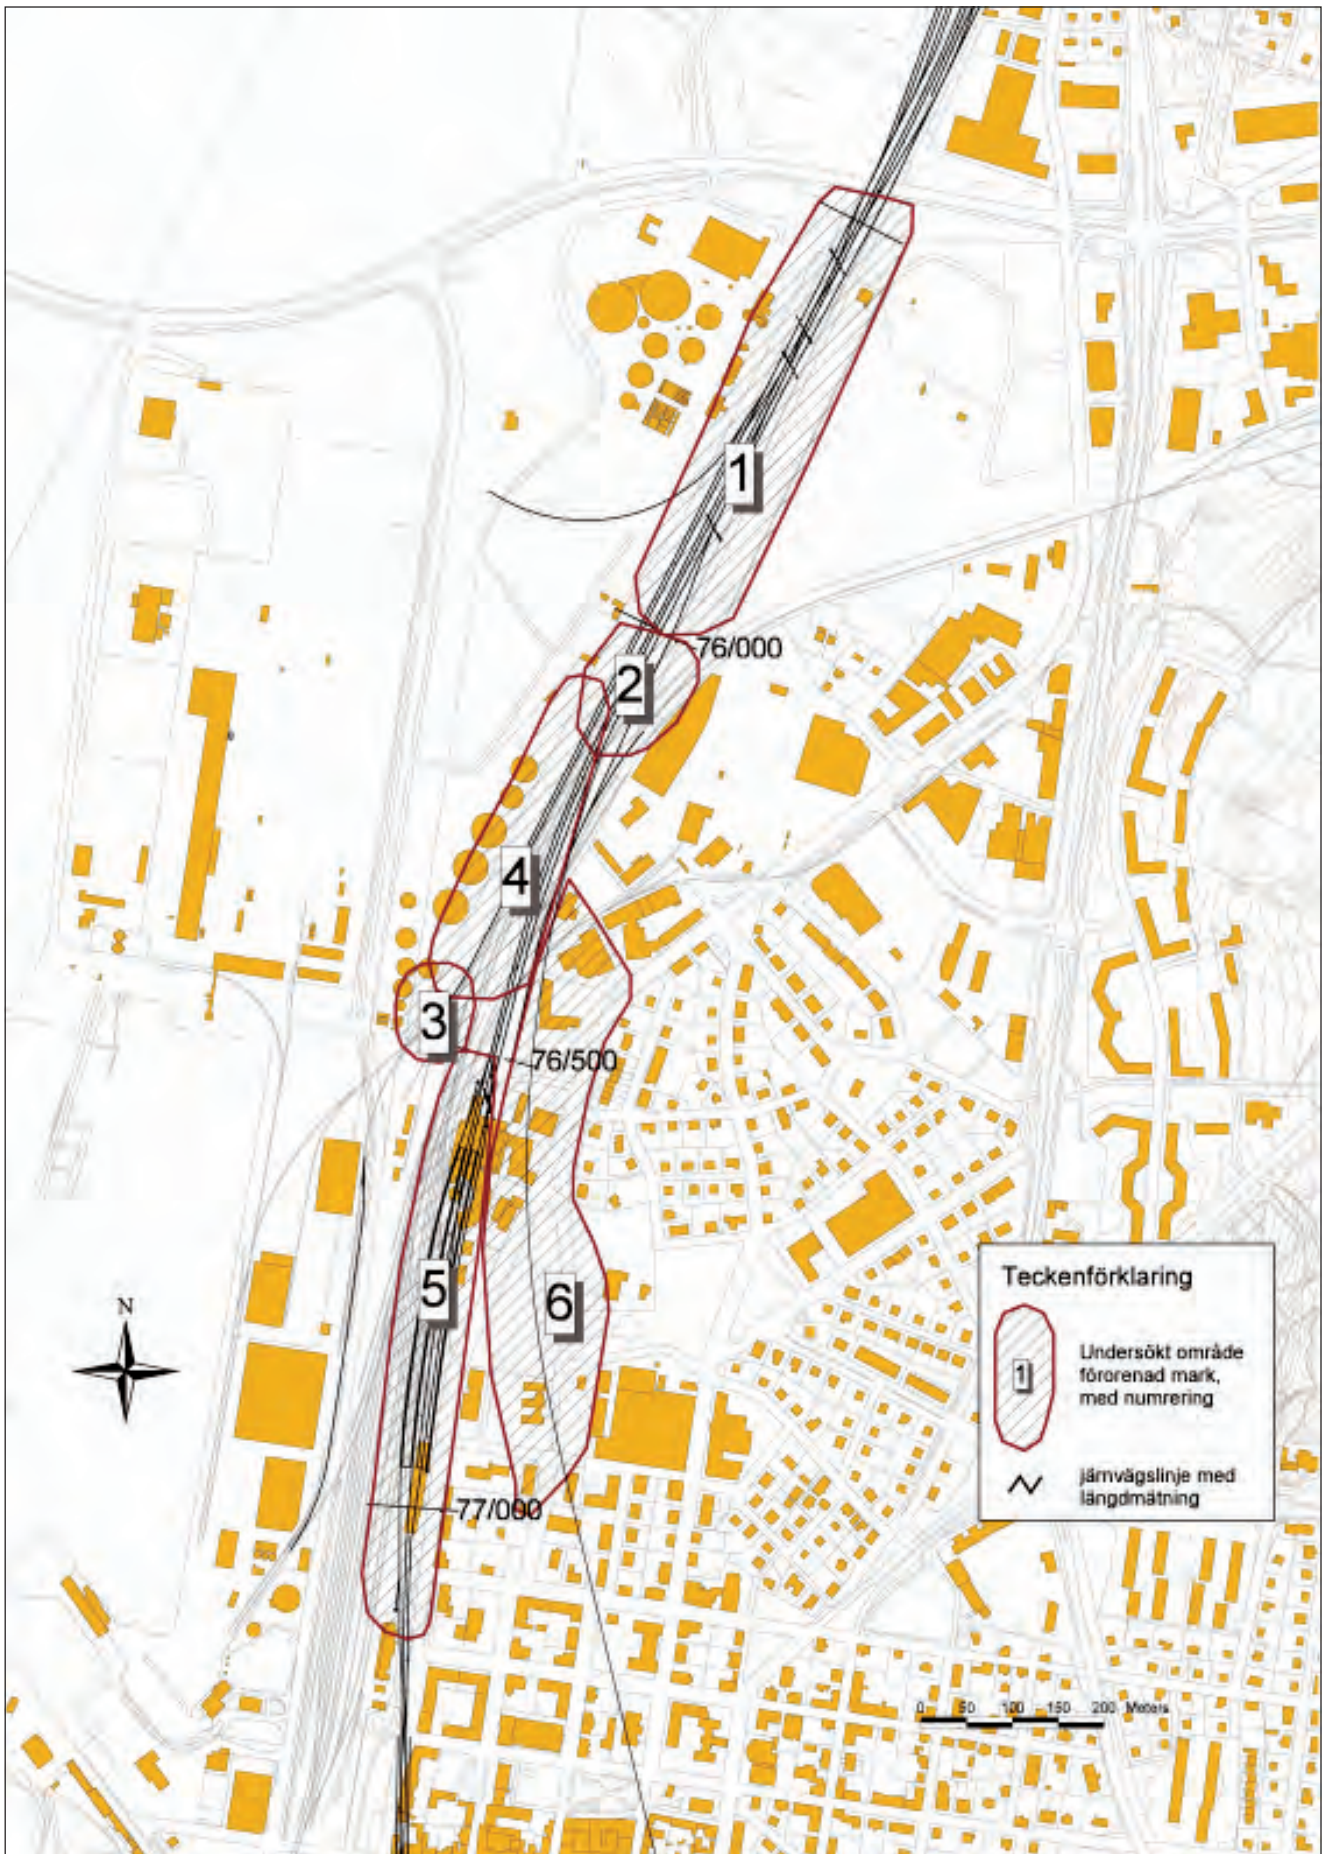 1
76/000
2
4
3
76/500
5
6
N
77/000
Teckenförklaring
1
Undersökt område
förorenad mark,
med numrering
järnvägslinje med
längdmätning
0 50 100 150 200 Meters